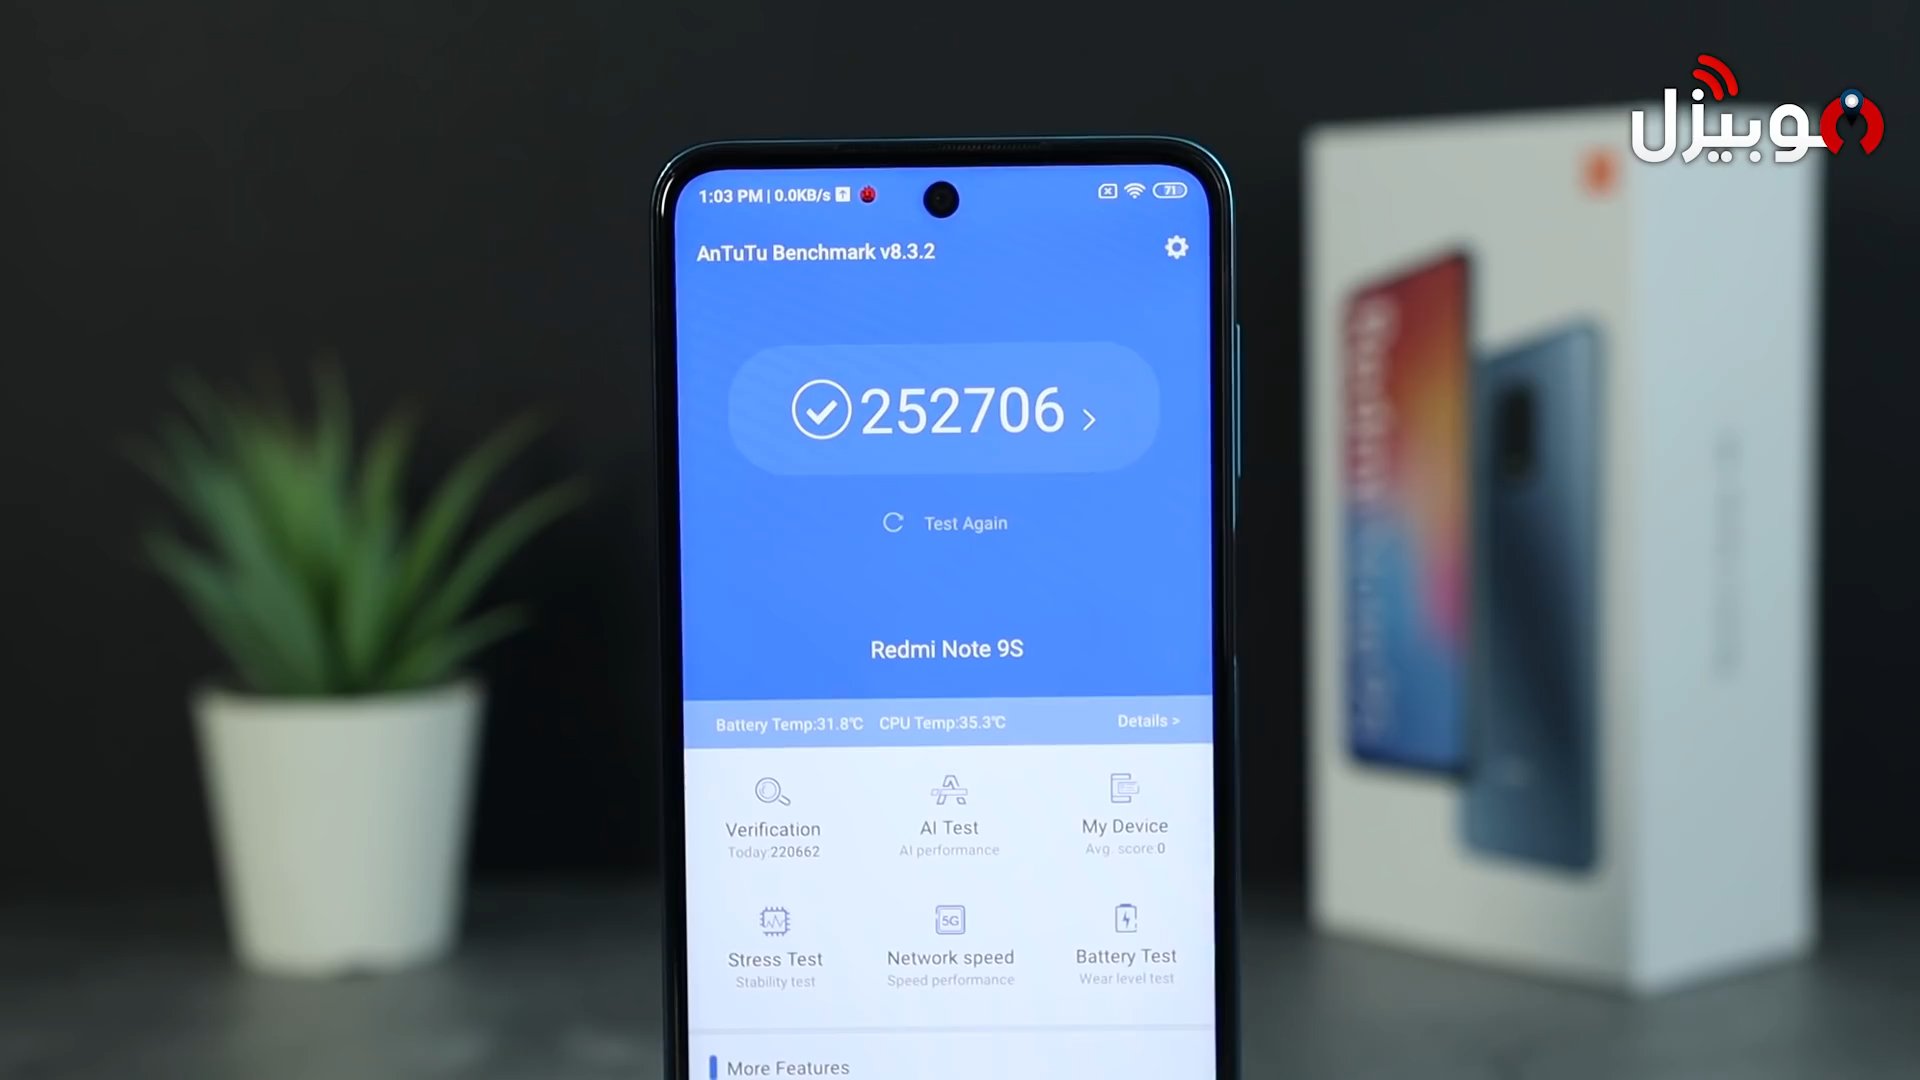 موبيزل
1:03 PM | 0.0KB/s
71
AnTuTu Benchmark v8.3.2
252706
Test Again
Redmi Note 9S
Battery Temp:31.8℃ CPU Temp:35.3℃ Details >
Verification AI Test My Device
Today:220662 AI performance Avg. score:0
5G
Stress Test Network speed Battery Test
Stability test Speed performance Wear level test
More Features